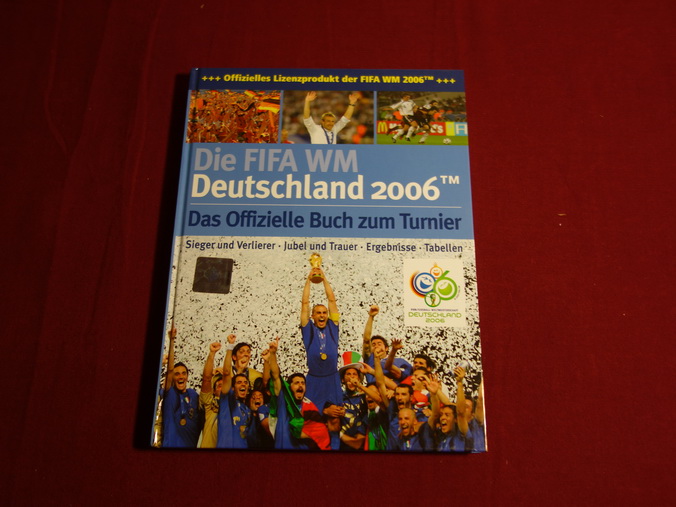 +++ Offizielles Lizenzprodukt der FIFA WM 2006™ +++
Die FIFA WM
Deutschland 2006™
Das Offizielle Buch zum Turnier
Sieger und Verlierer · Jubel und Trauer · Ergebnisse · Tabellen
DEUTSCHLAND
2006